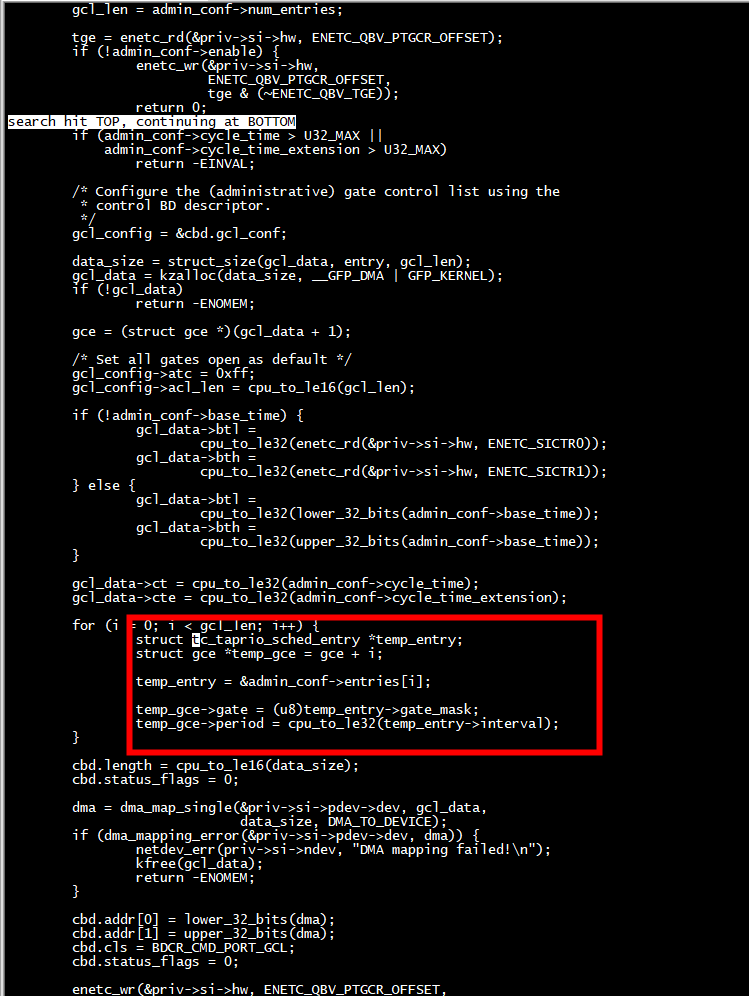 gcl_len = admin_conf->num_entries;
tge = enetc_rd(&priv->si->hw, ENETC_QBV_PTGCR_OFFSET);
if (!admin_conf->enable) {
enetc_wr(&priv->si->hw,
ENETC_QBV_PTGCR_OFFSET,
tge & (~ENETC_QBV_TGE));
return 0;
search hit TOP, continuing at BOTTOM
if (admin_conf->cycle_time > U32_MAX ||
admin_conf->cycle_time_extension > U32_MAX)
return -EINVAL;
/* Configure the (administrative) gate control list using the
* control BD descriptor.
*/
gcl_config = &cbd.gcl_conf;
data_size = struct_size(gcl_data, entry, gcl_len);
gcl_data = kzalloc(data_size, __GFP_DMA | GFP_KERNEL);
if (!gcl_data)
return -ENOMEM;
gce = (struct gce *)(gcl_data + 1);
/* Set all gates open as default */
gcl_config->atc = 0xff;
gcl_config->acl_len = cpu_to_le16(gcl_len);
if (!admin_conf->base_time) {
gcl_data->btl =
cpu_to_le32(enetc_rd(&priv->si->hw, ENETC_SICTR0));
gcl_data->bth =
cpu_to_le32(enetc_rd(&priv->si->hw, ENETC_SICTR1));
} else {
gcl_data->btl =
cpu_to_le32(lower_32_bits(admin_conf->base_time));
gcl_data->bth =
cpu_to_le32(upper_32_bits(admin_conf->base_time));
}
gcl_data->ct = cpu_to_le32(admin_conf->cycle_time);
gcl_data->cte = cpu_to_le32(admin_conf->cycle_time_extension);
for (i = 0; i < gcl_len; i++) {
struct tc_taprio_sched_entry *temp_entry;
struct gce *temp_gce = gce + i;
temp_entry = &admin_conf->entries[i];
temp_gce->gate = (u8)temp_entry->gate_mask;
temp_gce->period = cpu_to_le32(temp_entry->interval);
}
cbd.length = cpu_to_le16(data_size);
cbd.status_flags = 0;
dma = dma_map_single(&priv->si->pdev->dev, gcl_data,
data_size, DMA_TO_DEVICE);
if (dma_mapping_error(&priv->si->pdev->dev, dma)) {
netdev_err(priv->si->ndev, "DMA mapping failed!\n");
kfree(gcl_data);
return -ENOMEM;
}
cbd.addr[0] = lower_32_bits(dma);
cbd.addr[1] = upper_32_bits(dma);
cbd.cls = BDCR_CMD_PORT_GCL;
cbd.status_flags = 0;
enetc_wr(&priv->si->hw, ENETC_QBV_PTGCR_OFFSET,